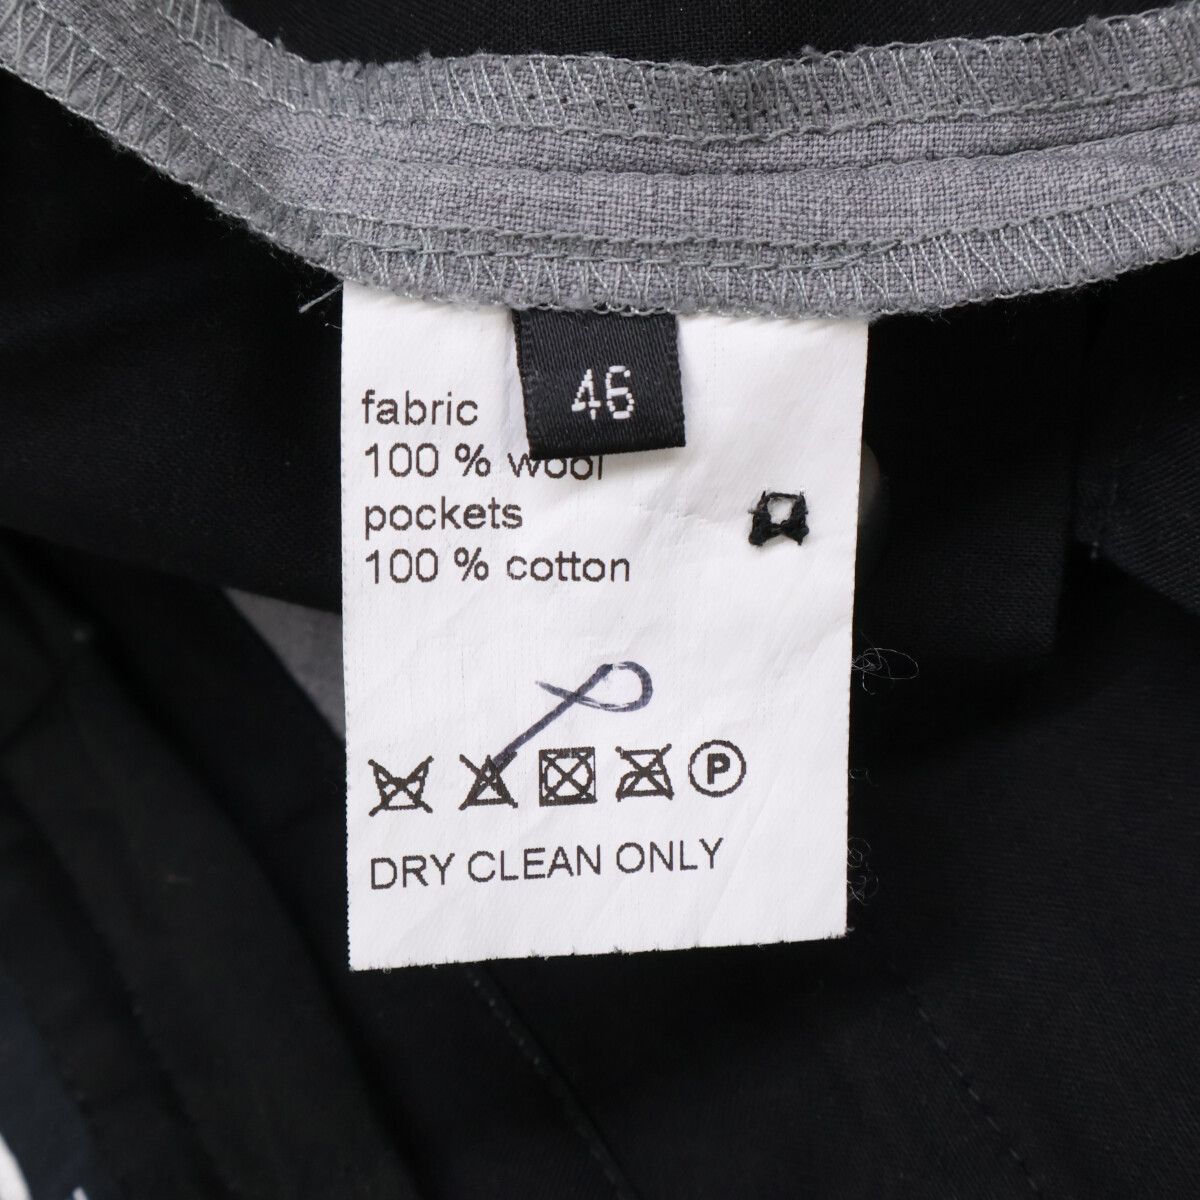 46
fabric
100 % wool
pockets
100 % cotton
P
DRY CLEAN ONLY